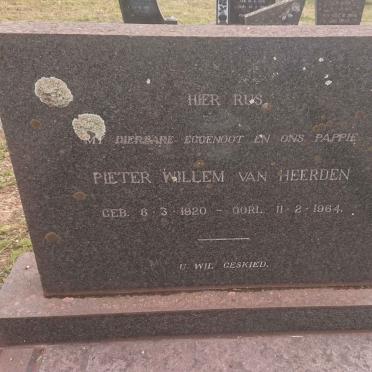 HIER RUS
MY DIERBARE EGGENOOT EN ONS PAPPIE
PIETER WILLEM VAN HEERDEN
GEB. 6·3·1920 - OORL. 11·2·1964.
U WIL GESKIED.